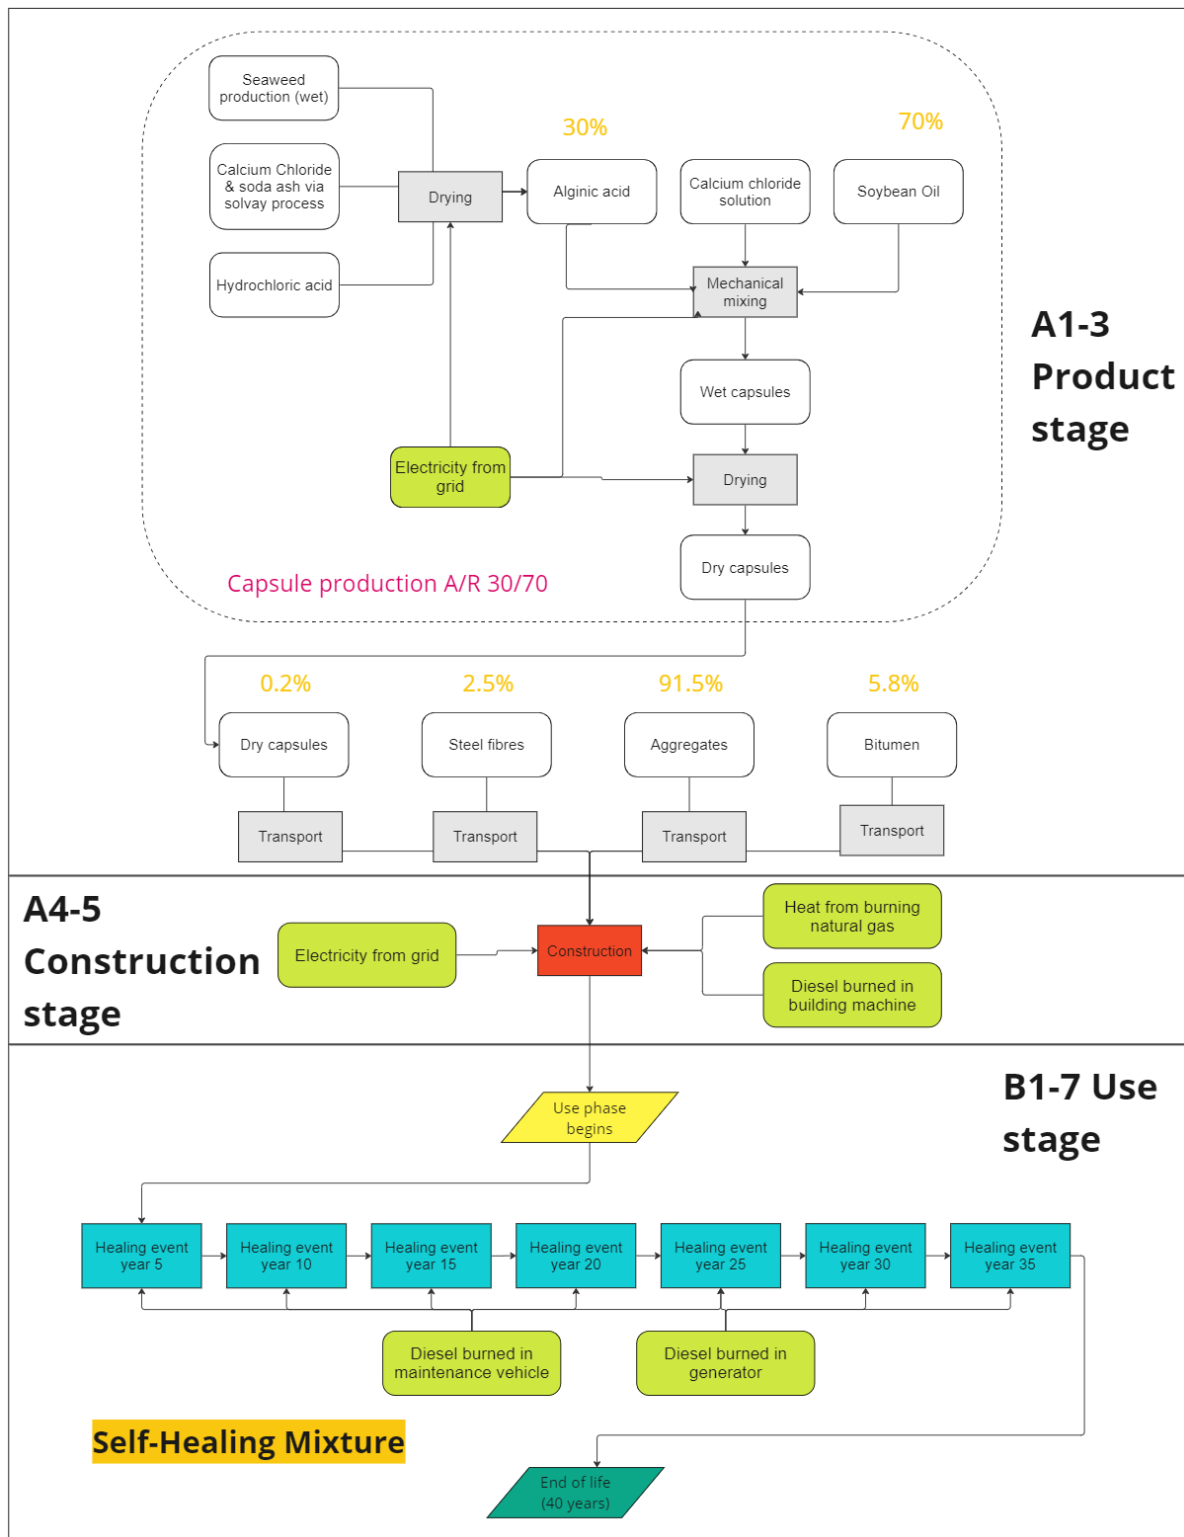 Seaweed
production (wet)
30%
70%
Calcium Chloride
& soda ash via
solvay process
Drying
Alginic acid
Calcium chloride
solution
Soybean Oil
Hydrochloric acid
Mechanical
mixing
A1-3
Product
stage
Wet capsules
Electricity from
grid
Drying
Dry capsules
Capsule production A/R 30/70
0.2%
2.5%
91.5%
5.8%
Dry capsules
Steel fibres
Aggregates
Bitumen
Transport
Transport
Transport
Transport
A4-5
Construction
stage
Electricity from grid
Construction
Heat from burning
natural gas
Diesel burned in
building machine
B1-7 Use
stage
Use phase
begins
Healing event
year 5
Healing event
year 10
Healing event
year 15
Healing event
year 20
Healing event
year 25
Healing event
year 30
Healing event
year 35
Diesel burned in
maintenance vehicle
Diesel burned in
generator
Self-Healing Mixture
End of life
(40 years)